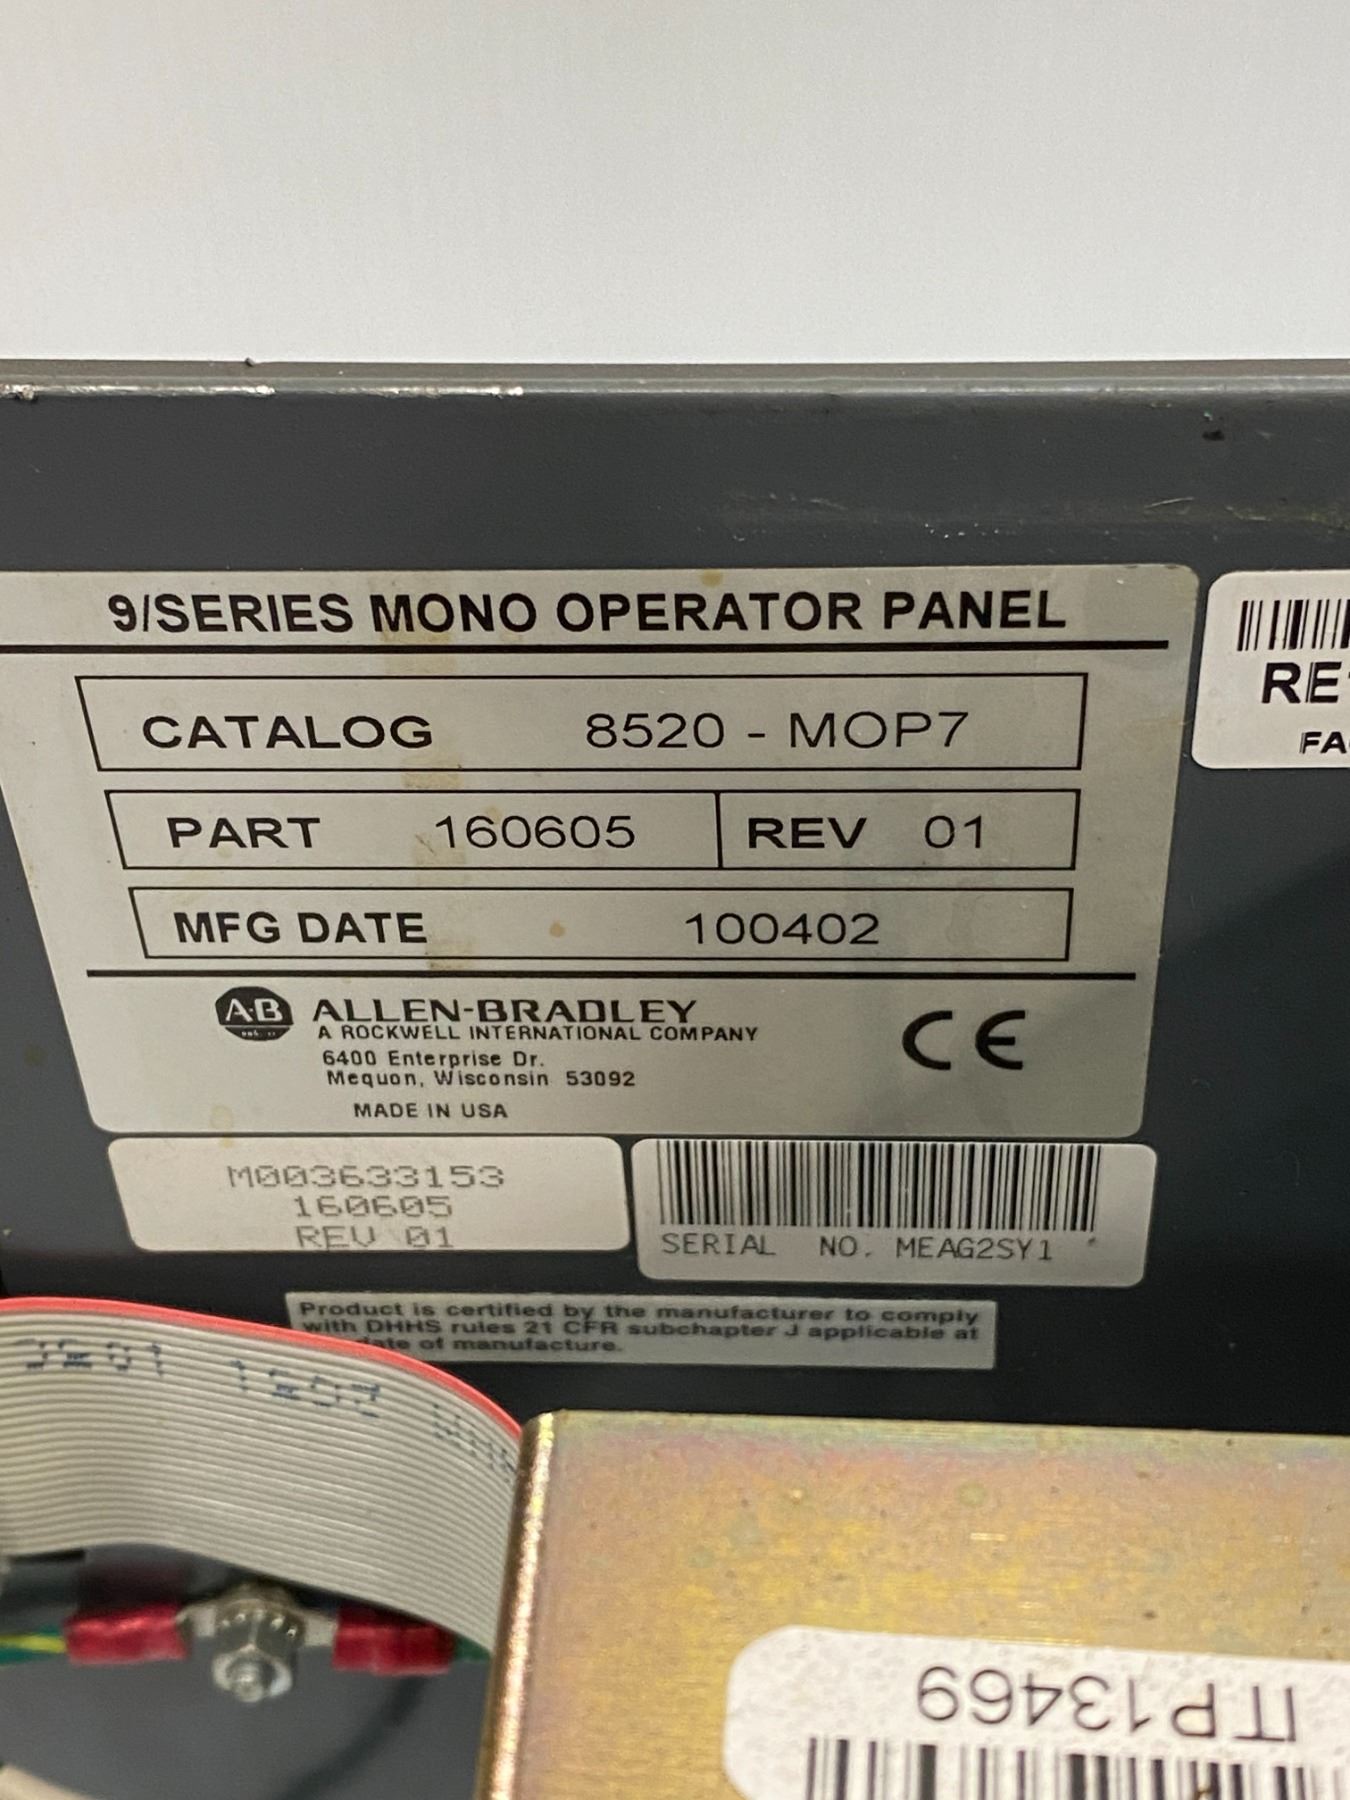 9/SERIES MONO OPERATOR PANEL
CATALOG 8520 - MOP7
PART 160605 REV 01
MFG DATE 100402
A·B
ALLEN-BRADLEY
A ROCKWELL INTERNATIONAL COMPANY
6400 Enterprise Dr.
Mequon, Wisconsin 53092
MADE IN USA
CE
RE
FA
M003633153
160605
REV 01
SERIAL NO. MEAG2SY1
Product is certified by the manufacturer to comply
with DHHS rules 21 CFR subchapter J applicable at
date of manufacture.
ITP13469